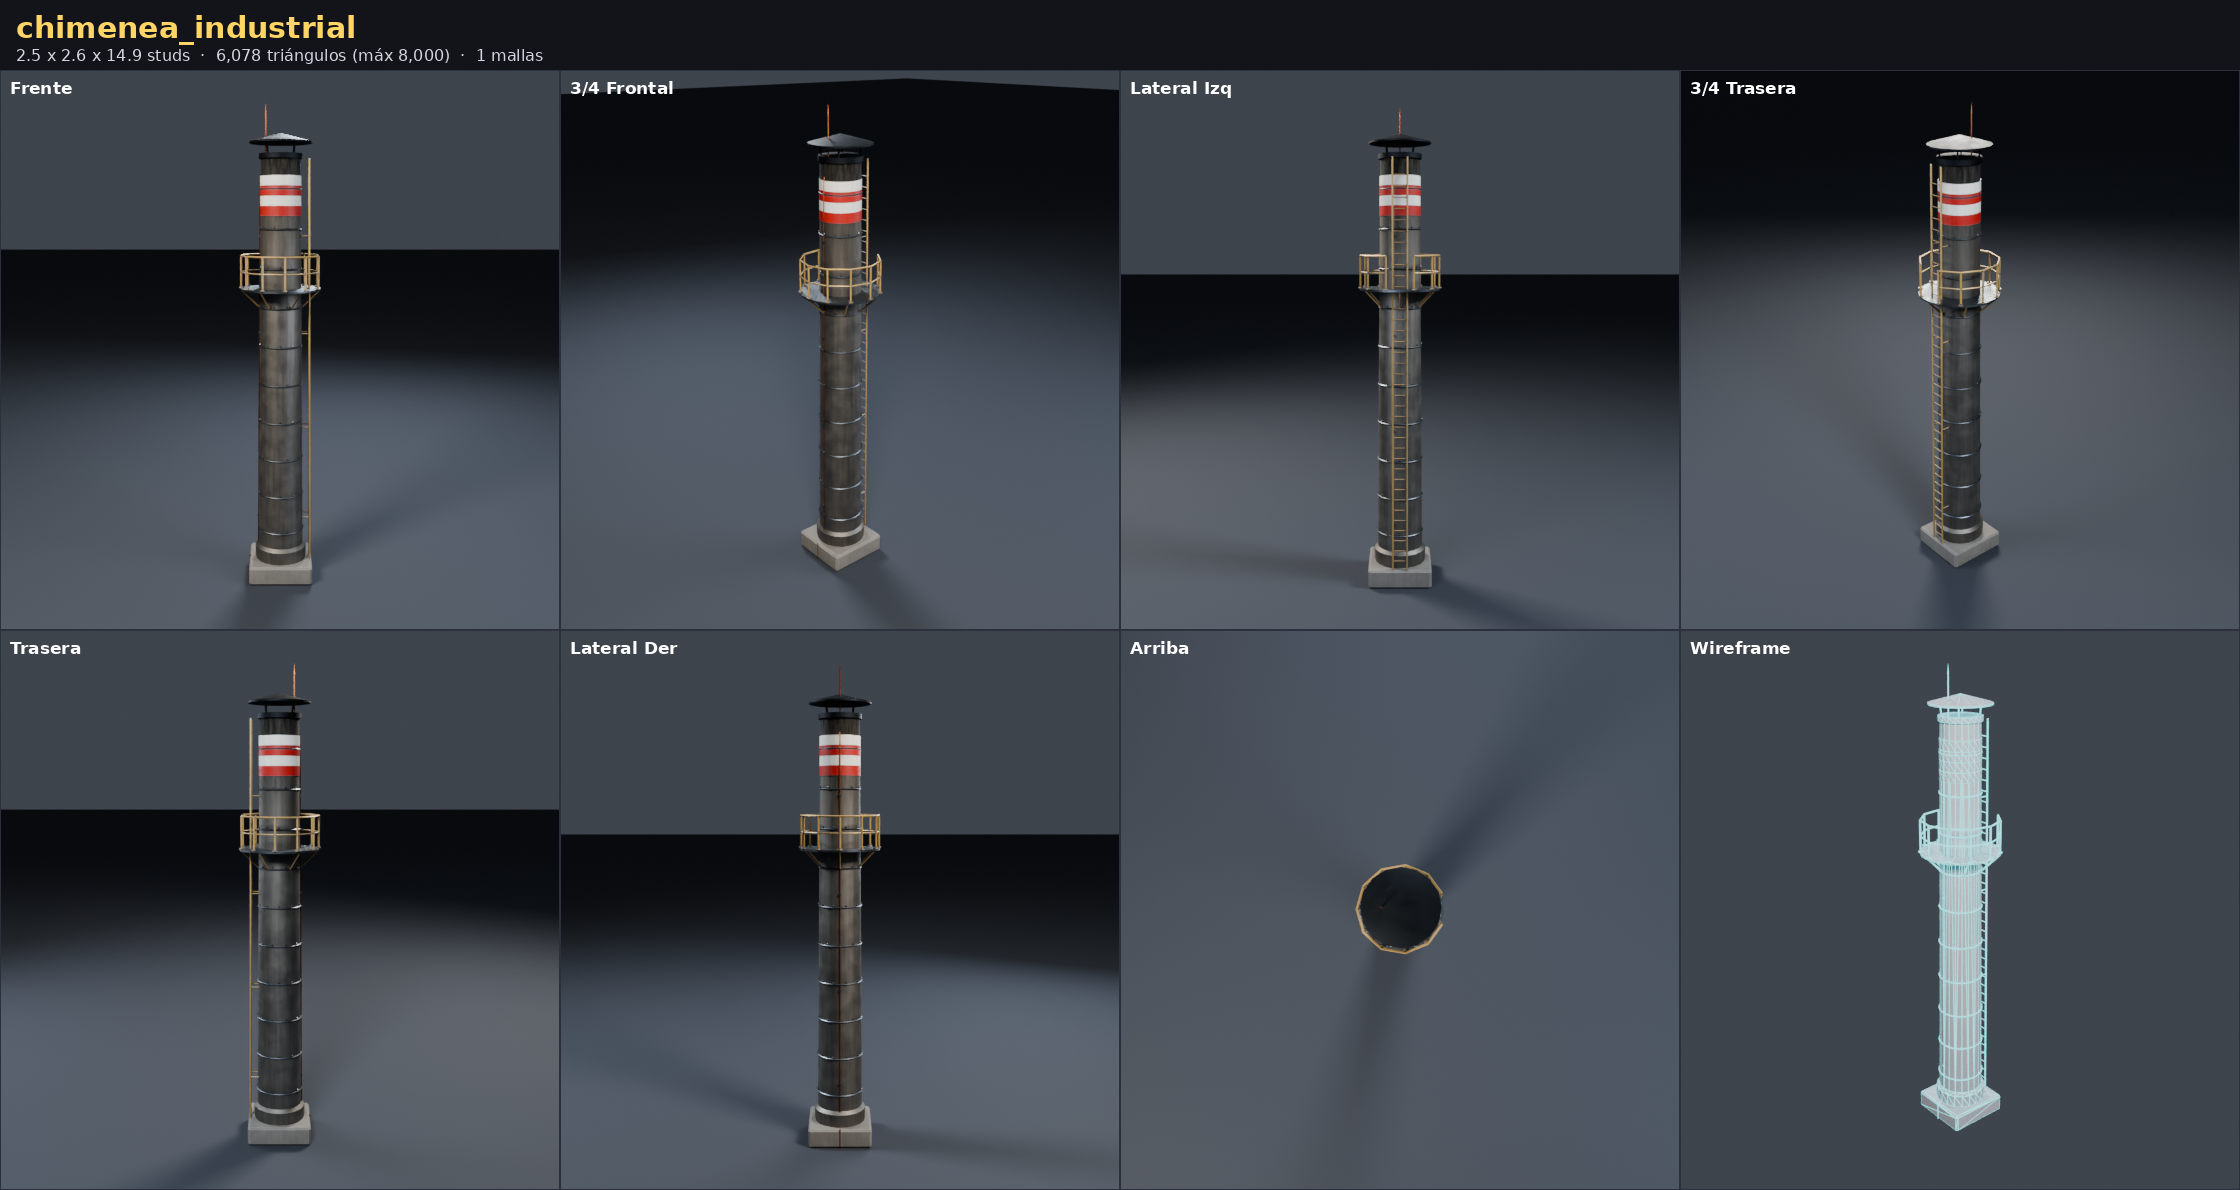 chimenea_industrial
2.5 x 2.6 x 14.9 studs · 6,078 triángulos (máx 8,000) · 1 mallas
Frente
3/4 Frontal
Lateral Izq
3/4 Trasera
Trasera
Lateral Der
Arriba
Wireframe